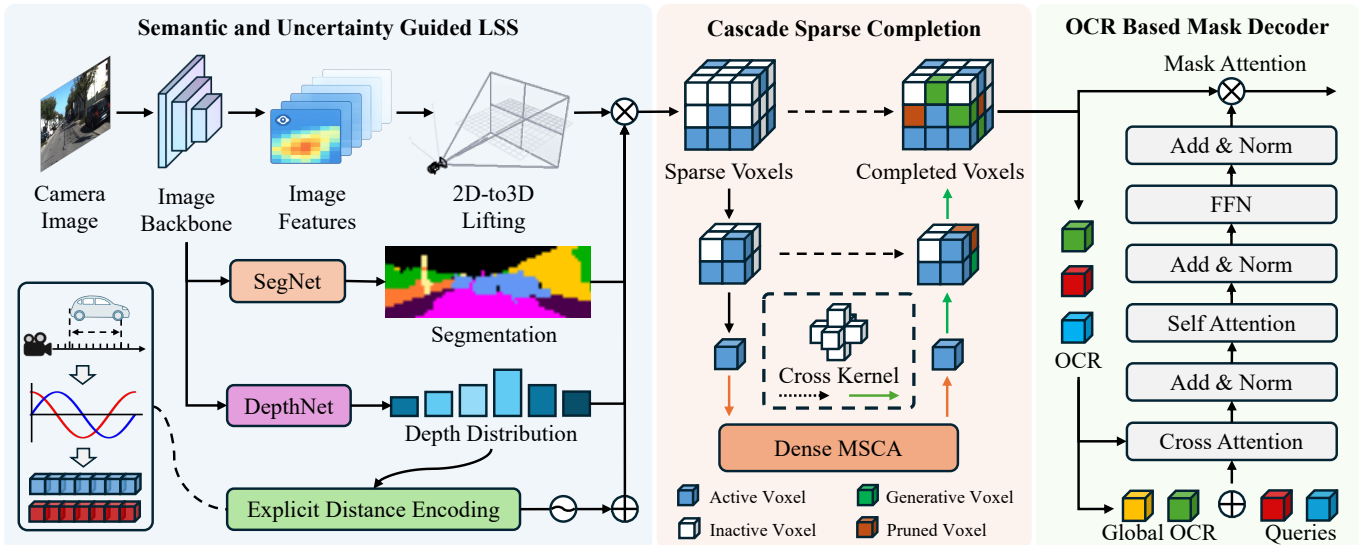 Semantic and Uncertainty Guided LSS
Camera
Image
Image
Backbone
Image
Features
2D-to3D
Lifting
SegNet
Segmentation
DepthNet
Depth Distribution
Explicit Distance Encoding
Cascade Sparse Completion
Sparse Voxels
Completed Voxels
Cross Kernel
Dense MSCA
Active Voxel
Generative Voxel
Inactive Voxel
Pruned Voxel
OCR Based Mask Decoder
Mask Attention
Add & Norm
FFN
Add & Norm
Self Attention
OCR
Add & Norm
Cross Attention
Global OCR
Queries